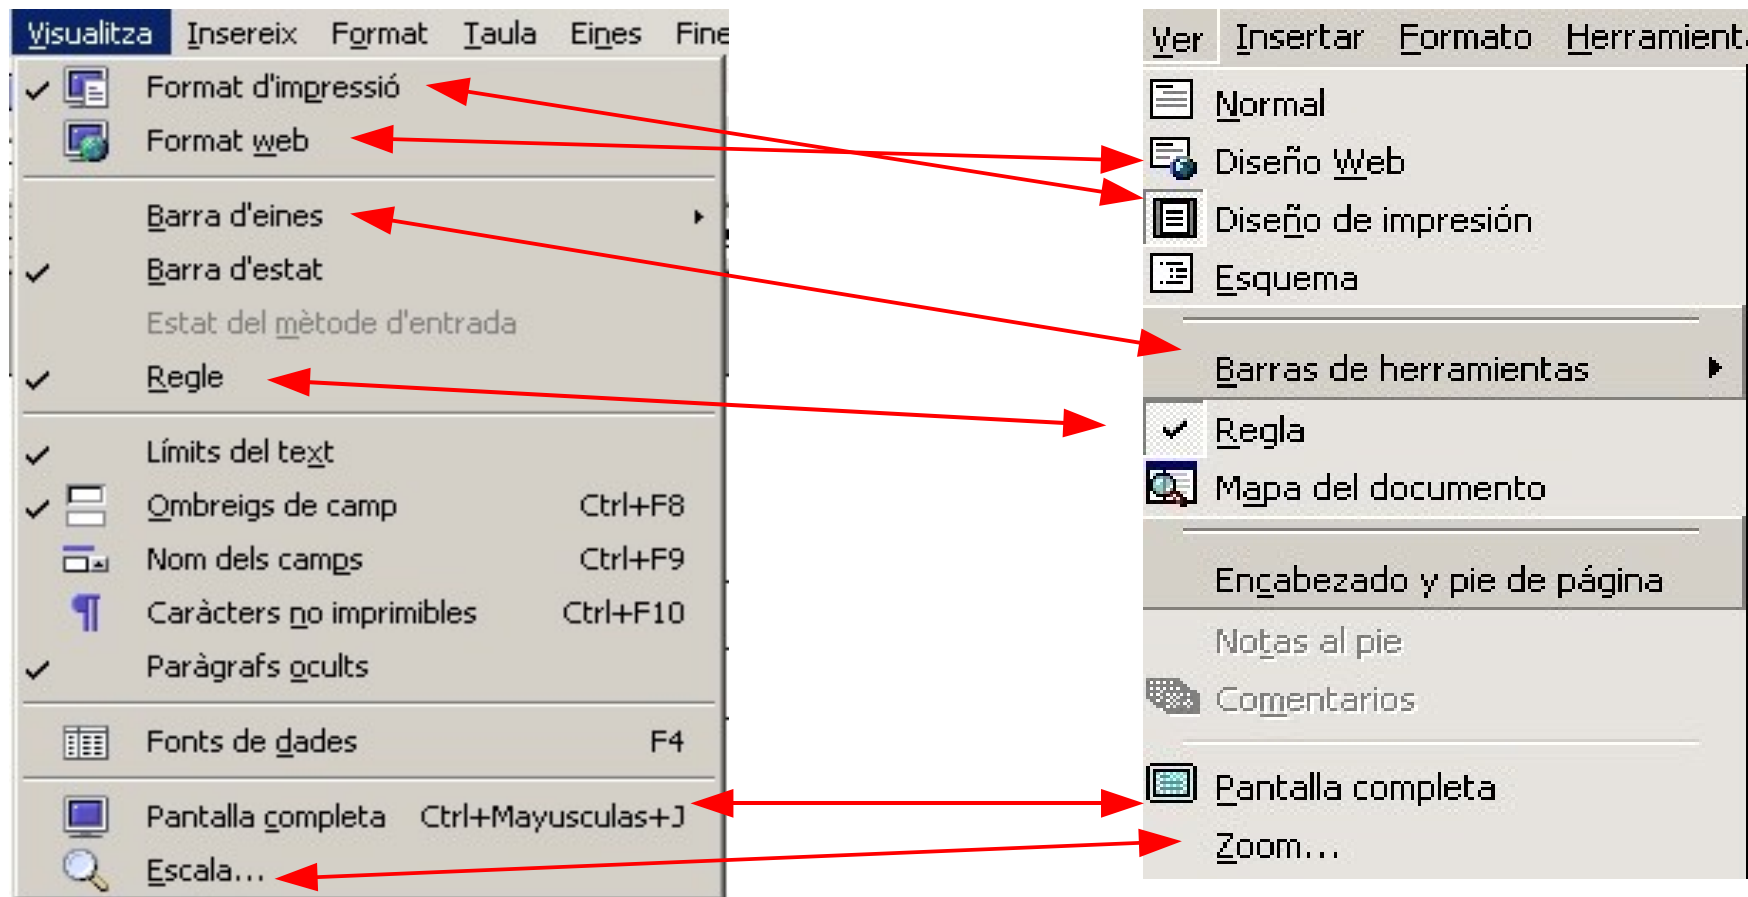 Visualitza Insereix Format Taula Eines Fine
Format d'impressió
Format web
Barra d'eines
Barra d'estat
Estat del mètode d'entrada
Regle
Límits del text
Ombreigs de camp Ctrl+F8
Nom dels camps Ctrl+F9
Caràcters no imprimibles Ctrl+F10
Paràgrafs ocults
Fonts de dades F4
Pantalla completa Ctrl+Mayusculas+J
Escala...
Ver Insertar Formato Herramienta
Normal
Diseño Web
Diseño de impresión
Esquema
Barras de herramientas
Regla
Mapa del documento
Encabezado y pie de página
Notas al pie
Comentarios
Pantalla completa
Zoom...